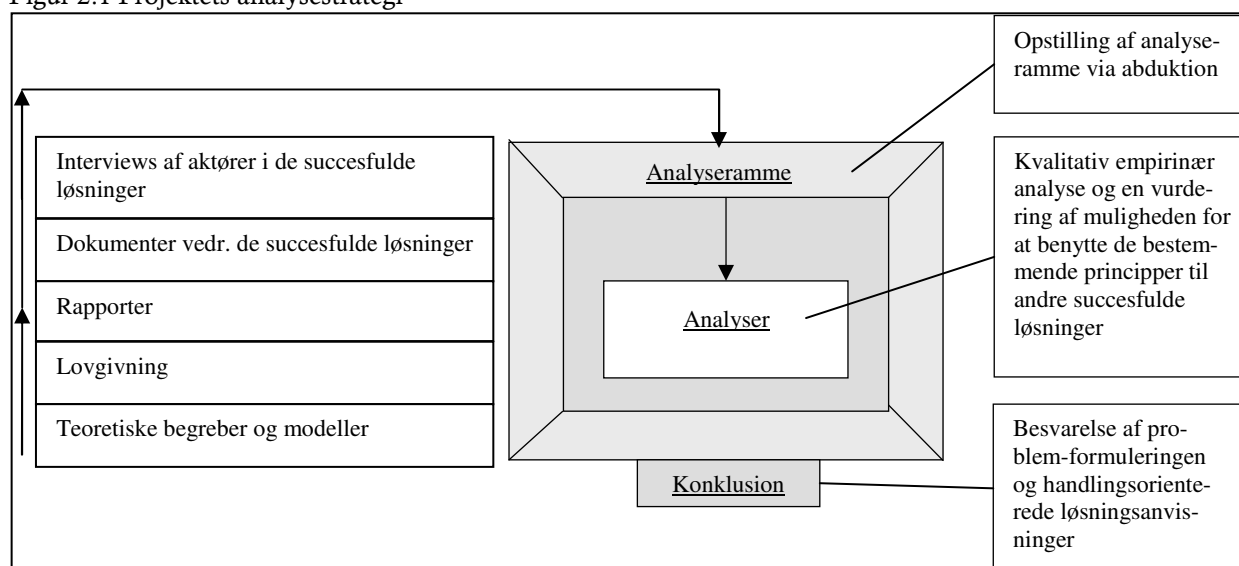 Figur 2.1 Projektets analysestrategi
Interviews af aktører i de succesfulde
løsninger
Dokumenter vedr. de succesfulde løsninger
Rapporter
Lovgivning
Teoretiske begreber og modeller
Analyseramme
Analyser
Konklusion
Opstilling af analyse-
ramme via abduktion
Kvalitativ empirinær
analyse og en vurde-
ring af muligheden for
at benytte de bestem-
mende principper til
andre succesfulde
løsninger
Besvarelse af pro-
blem-formuleringen
og handlingsoriente-
rede løsningsanvis-
ninger